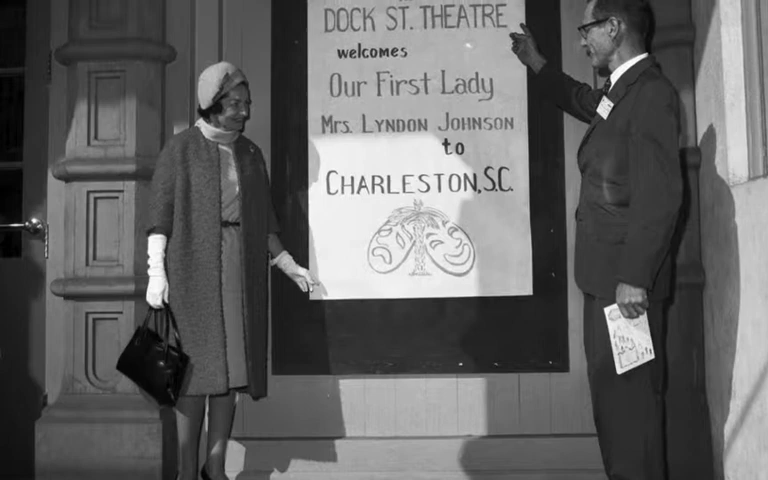 DOCK ST. THEATRE
welcomes
Our First Lady
Mrs. Lyndon Johnson
to
Charleston, S.C.